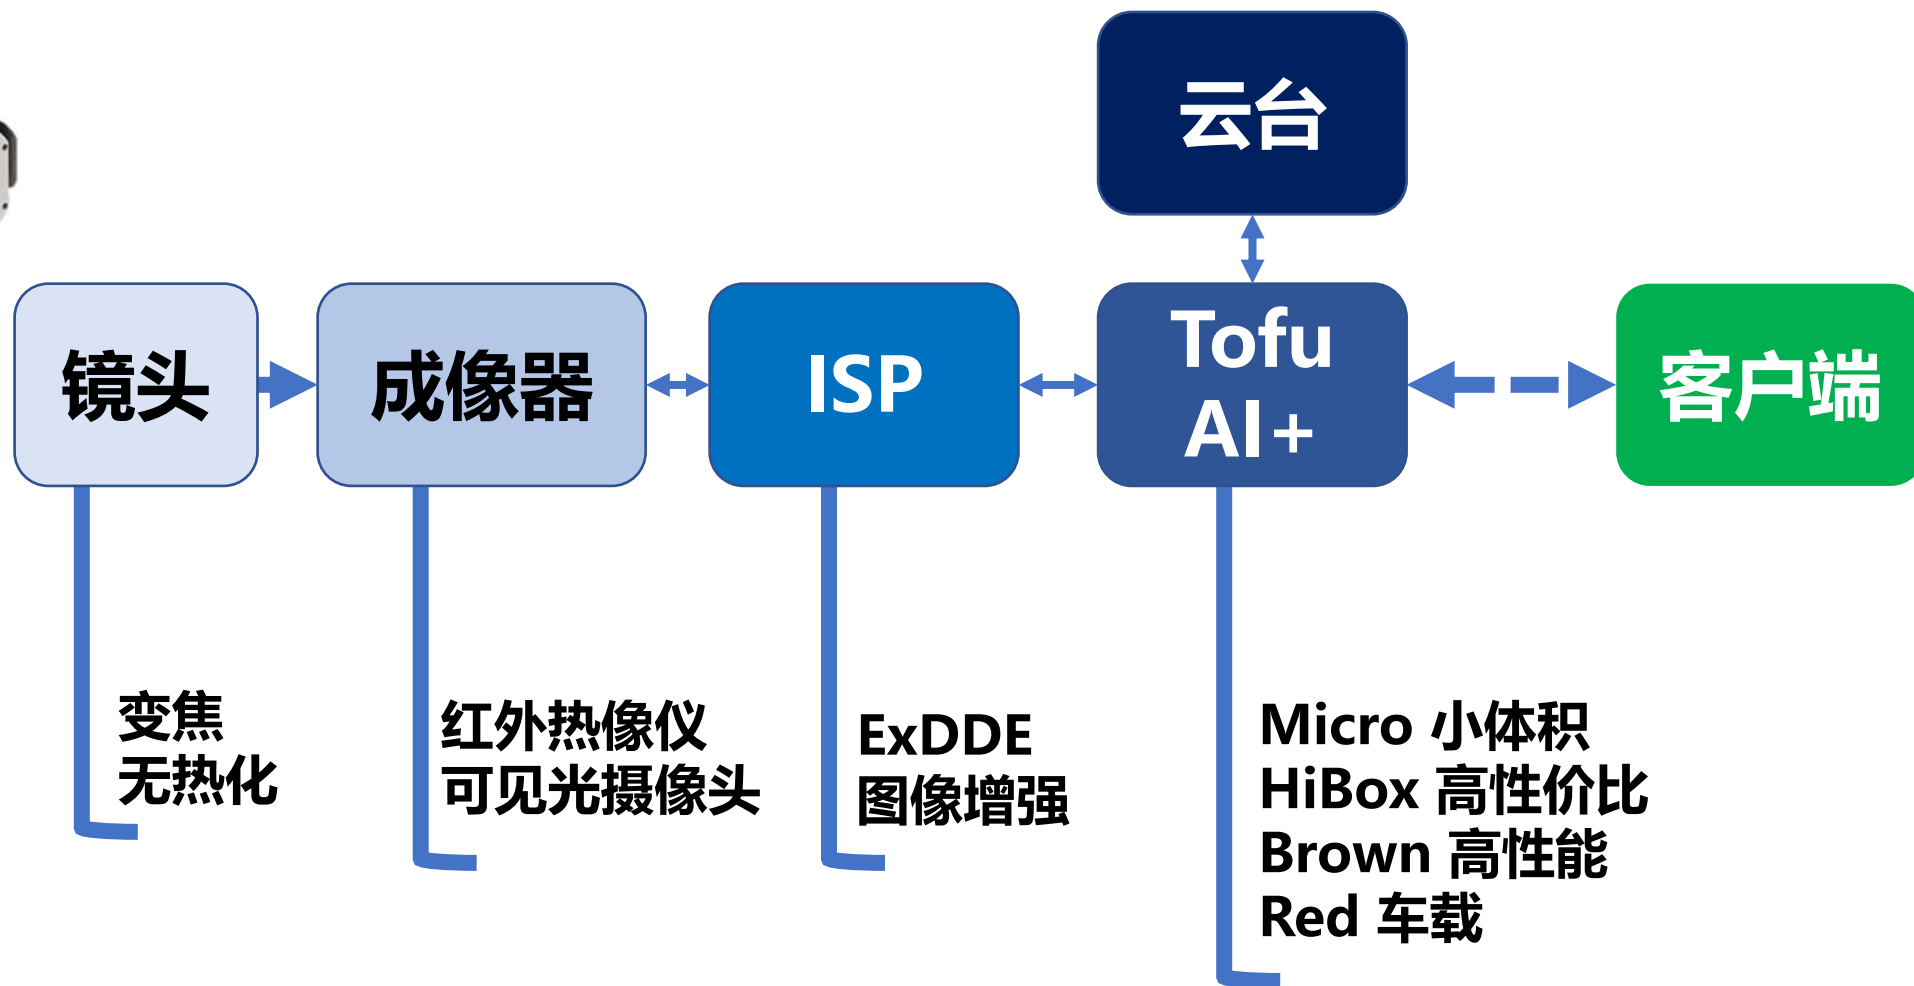 云台
镜头
成像器
ISP
Tofu
AI+
客户端
变焦
无热化
红外热像仪
可见光摄像头
ExDDE
图像增强
Micro 小体积
HiBox 高性价比
Brown 高性能
Red 车载